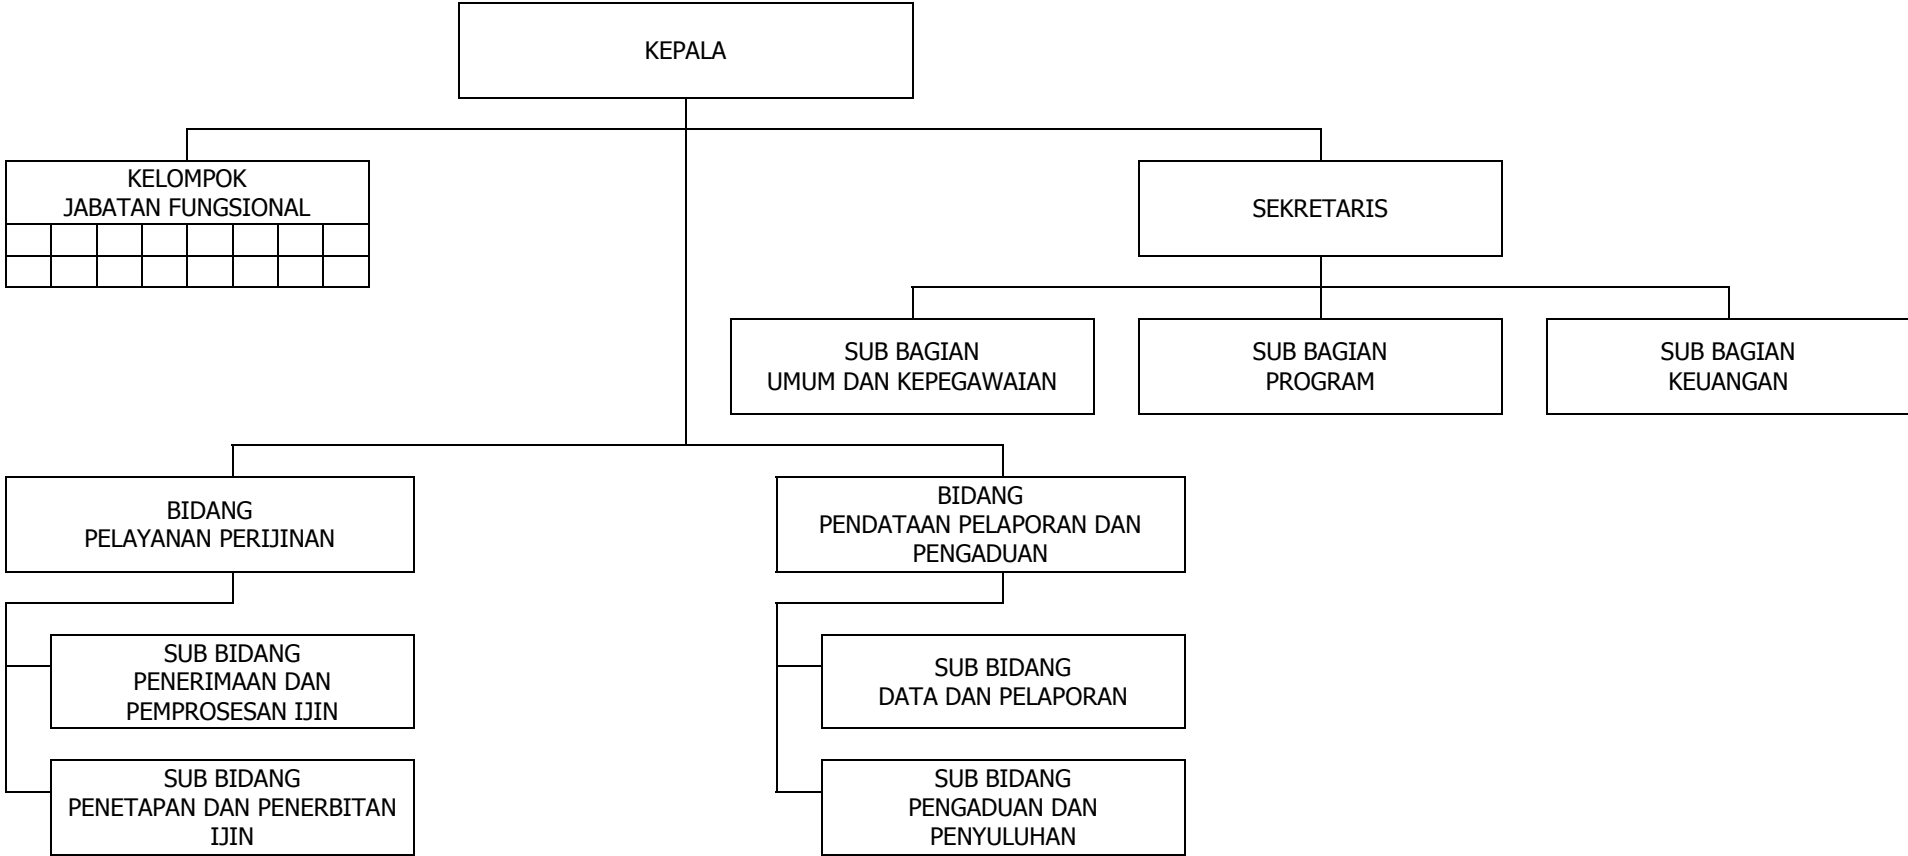 KEPALA
KELOMPOK
JABATAN FUNGSIONAL
SEKRETARIS
SUB BAGIAN
UMUM DAN KEPEGAWAIAN
SUB BAGIAN
PROGRAM
SUB BAGIAN
KEUANGAN
BIDANG
PELAYANAN PERIJINAN
BIDANG
PENDATAAN PELAPORAN DAN
PENGADUAN
SUB BIDANG
PENERIMAAN DAN
PEMPROSESAN IJIN
SUB BIDANG
DATA DAN PELAPORAN
SUB BIDANG
PENETAPAN DAN PENERBITAN
IJIN
SUB BIDANG
PENGADUAN DAN
PENYULUHAN